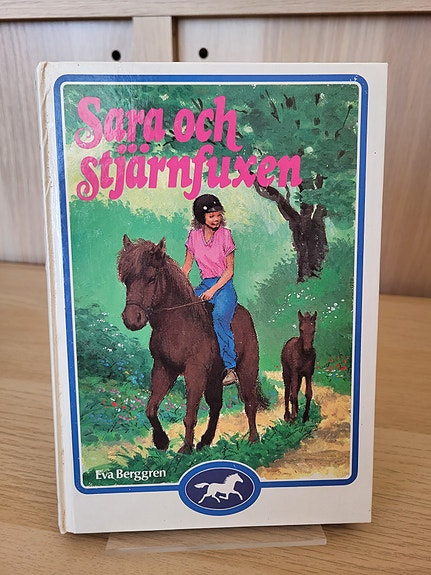 Sara och
stjärnfuxen
Eva Berggren